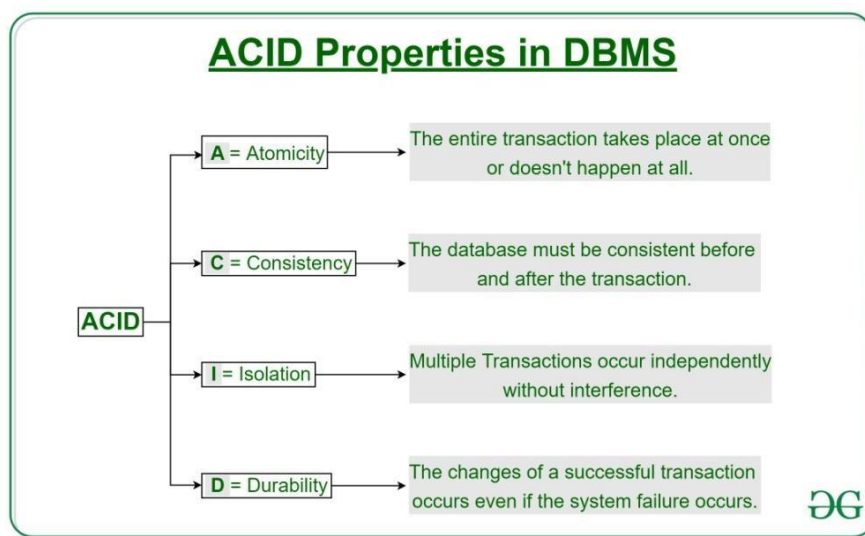 ACID Properties in DBMS
A = Atomicity
The entire transaction takes place at once
or doesn't happen at all.
C = Consistency
The database must be consistent before
and after the transaction.
ACID
I = Isolation
Multiple Transactions occur independently
without interference.
D = Durability
The changes of a successful transaction
occurs even if the system failure occurs.